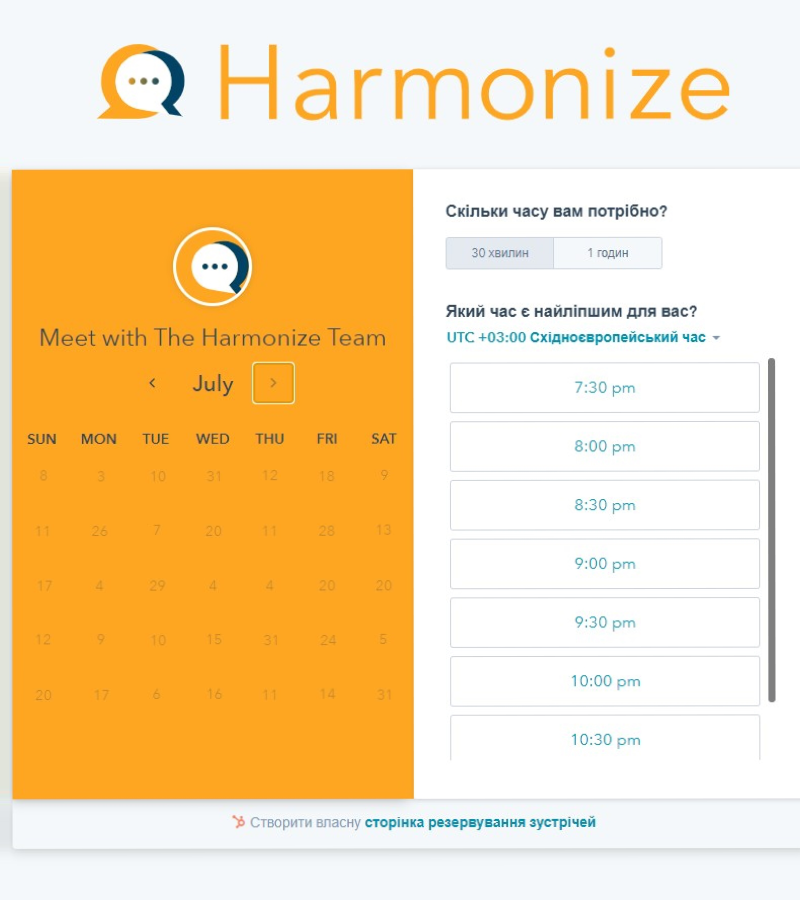 Harmonize
Meet with The Harmonize Team
July
SUN MON TUE WED THU FRI SAT
8 3 10 31 12 18 9
11 26 7 20 11 28 13
17 4 29 4 4 20 20
12 9 10 15 31 24 5
20 17 6 16 11 14 31
Скільки часу вам потрібно?
30 хвилин 1 годин
Який час є найліпшим для вас?
UTC +03:00 Східноєвропейський час
7:30 pm
8:00 pm
8:30 pm
9:00 pm
9:30 pm
10:00 pm
10:30 pm
Створити власну сторінка резервування зустрічей